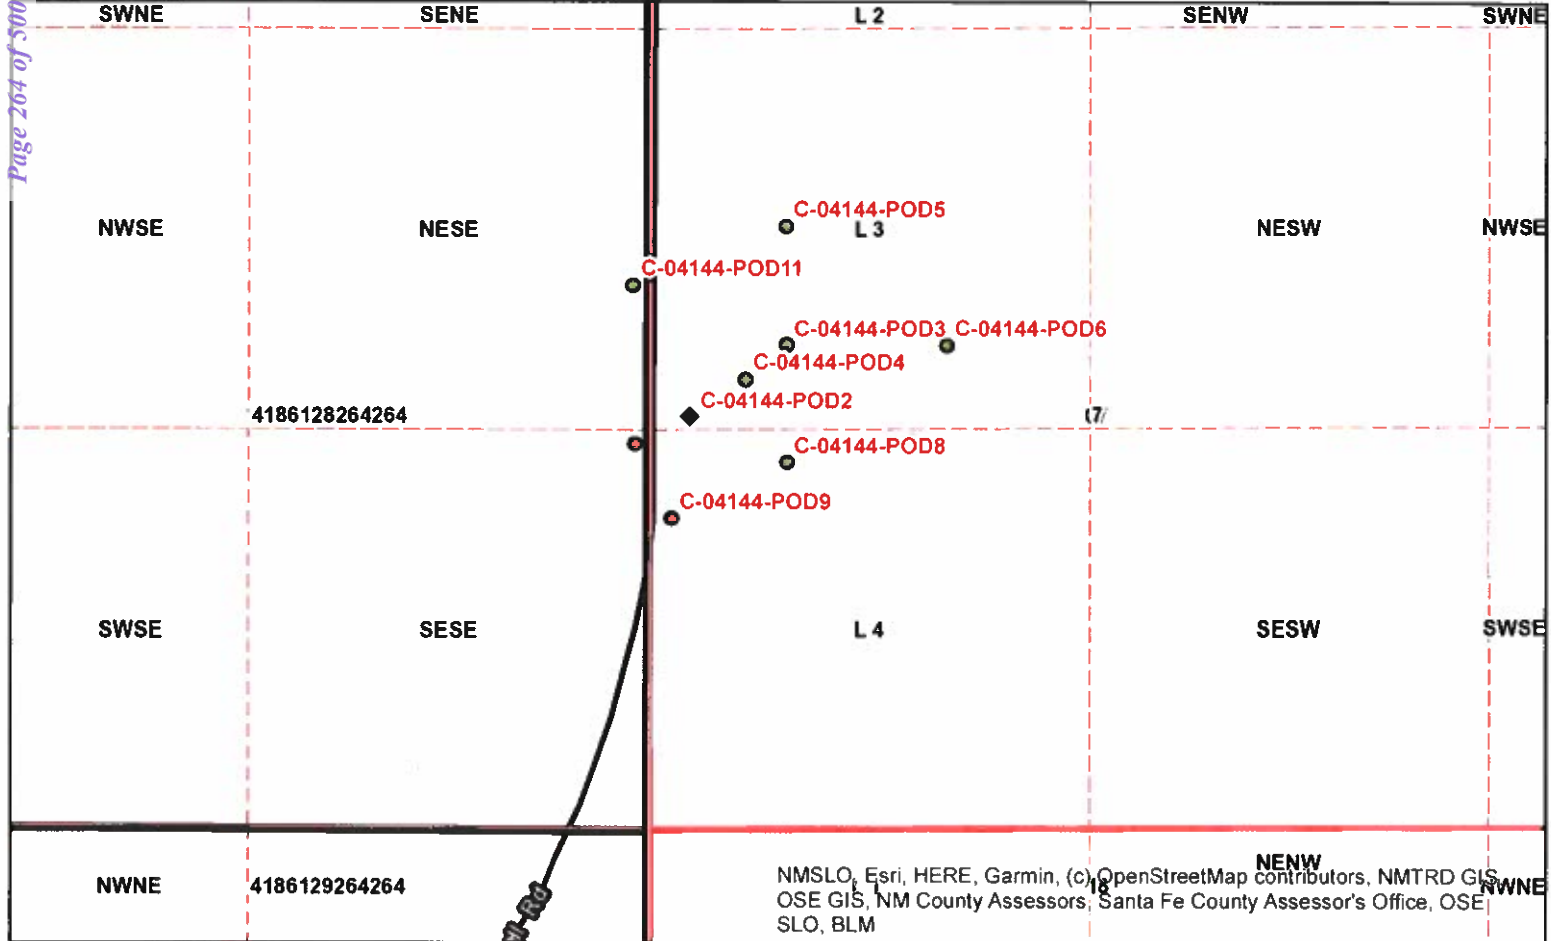 Page 264 of 500
SWNE
SENE
L 2
SENW
SWNE
NWSE
NESE
C-04144-POD5
L 3
NESW
NWSE
C-04144-POD11
C-04144-POD3
C-04144-POD6
C-04144-POD4
C-04144-POD2
4186128264264
C-04144-POD8
C-04144-POD9
SWSE
SESE
L 4
SESW
SWSE
NENW
NWNE
4186129264264
18
NWNE
NMSLO, Esri, HERE, Garmin, (c) OpenStreetMap contributors, NMTRD GIS,
OSE GIS, NM County Assessors, Santa Fe County Assessor's Office, OSE
SLO, BLM
Rd